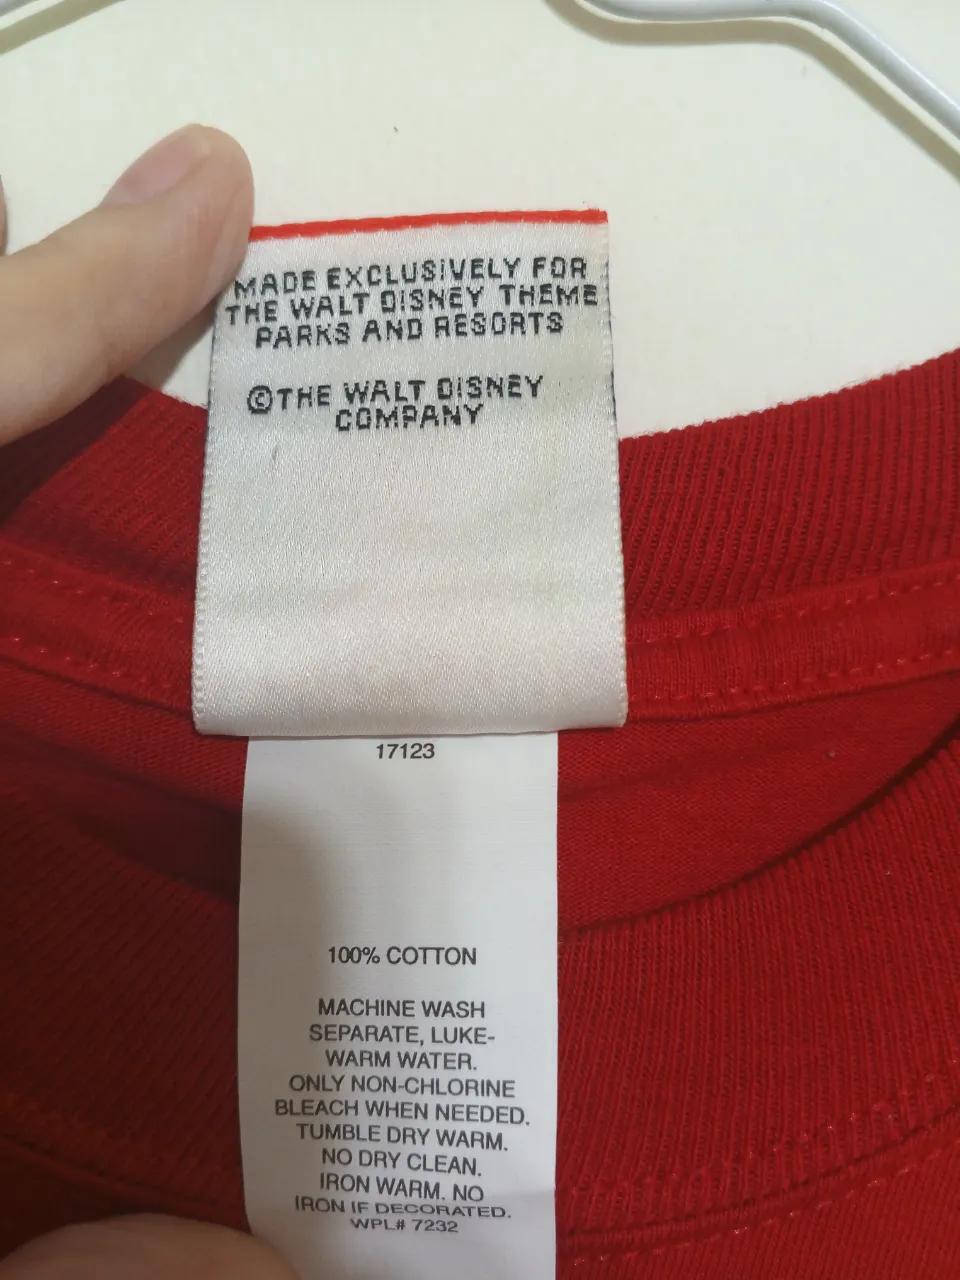 MADE EXCLUSIVELY FOR
THE WALT DISNEY THEME
PARKS AND RESORTS
©THE WALT DISNEY
COMPANY
17123
100% COTTON
MACHINE WASH
SEPARATE, LUKE-
WARM WATER.
ONLY NON-CHLORINE
BLEACH WHEN NEEDED.
TUMBLE DRY WARM.
NO DRY CLEAN.
IRON WARM. NO
IRON IF DECORATED.
WPL# 7232